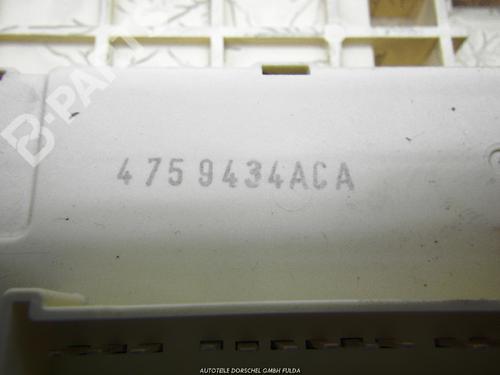 B-PARTS
4759434ACA
AUTOTEILE DORSCHEL GMBH FULDA